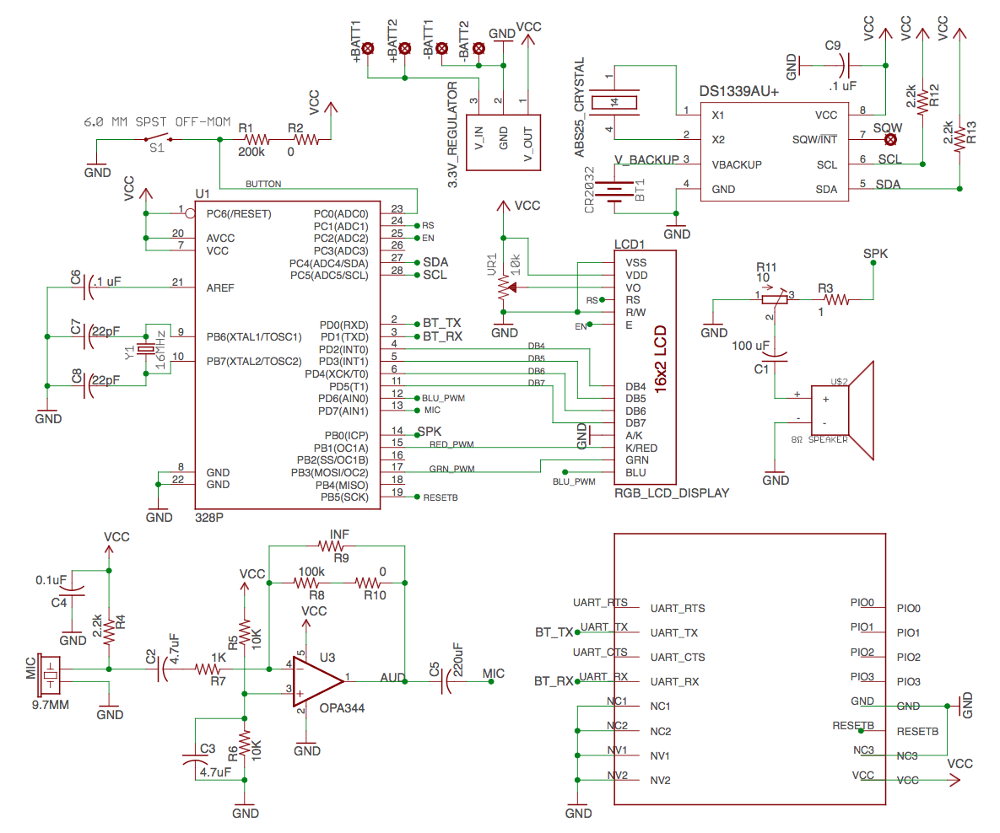 +BATT1
+BATT2
-BATT1
-BATT2
GND
VCC
3
2
1
V_IN
GND
V_OUT
3.3V_REGULATOR
ABS25_CRYSTAL
1
14
4
GND
C9
.1 uF
VCC
VCC
VCC
2.2k
R12
2.2k
R13
DS1339AU+
1 X1 VCC 8
2 X2 SQW/INT 7 SQW
V_BACKUP 3 VBACKUP SCL 6 SCL
4 GND SDA 5 SDA
CR2032
BT1
GND
6.0 MM SPST OFF-MOM
S1
GND
R1
200k
R2
0
VCC
BUTTON
VCC
U1
1 PC6(/RESET)
20 AVCC
7 VCC
21 AREF
9 PB6(XTAL1/TOSC1)
10 PB7(XTAL2/TOSC2)
8 GND
22 GND
PC0(ADC0) 23
PC1(ADC1) 24 RS
PC2(ADC2) 25 EN
PC3(ADC3) 26
PC4(ADC4/SDA) 27 SDA
PC5(ADC5/SCL) 28 SCL
PD0(RXD) 2 BT_TX
PD1(TXD) 3 BT_RX
PD2(INT0) 4 DB4
PD3(INT1) 5 DB5
PD4(XCK/T0) 6 DB6
PD5(T1) 11 DB7
PD6(AIN0) 12 BLU_PWM
PD7(AIN1) 13 MIC
PB0(ICP) 14 SPK
PB1(OC1A) 15 RED_PWM
PB2(SS/OC1B) 16
PB3(MOSI/OC2) 17 GRN_PWM
PB4(MISO) 18
PB5(SCK) 19 RESETB
328P
C6
.1 uF
C7
22pF
C8
22pF
Y1
16MHz
GND
GND
VCC
VR1
10k
GND
LCD1
VSS
VDD
VO
RS RS
R/W
EN E
DB4
DB5
DB6
DB7
GND A/K
K/RED
GRN
BLU
BLU_PWM
16x2 LCD
RGB_LCD_DISPLAY
SPK
R11
10
1
3
2
R3
1
GND
100 uF
C1
U$2
+
+
-
-
8Ω SPEAKER
GND
VCC
0.1uF
C4
GND
2.2k
R4
MIC
9.7MM
GND
C2
4.7uF
1K
R7
VCC
R5
10K
INF
R9
100k
R8
0
R10
VCC
5
U3
4
−
3
+
1
2
OPA344
GND
AUD
C5
220uF
MIC
C3
4.7uF
R6
10K
GND
UART_RTS UART_RTS
BT_TX UART_TX UART_TX
UART_CTS UART_CTS
BT_RX UART_RX UART_RX
NC1 NC1
NC2 NC2
NV1 NV1
NV2 NV2
GND
PIO0 PIO0
PIO1 PIO1
PIO2 PIO2
PIO3 PIO3
GND GND
GND
RESETB RESETB
NC3 NC3
VCC VCC
VCC